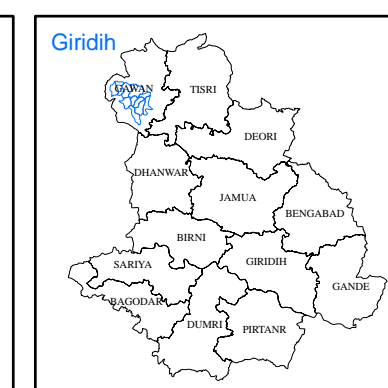 Giridih
GAWAN
TISRI
DEORI
DHANWAR
JAMUA
BENGABAD
BIRNI
SARIYA
GIRIDIH
GANDE
BAGODAR
DUMRI
PIRTANR